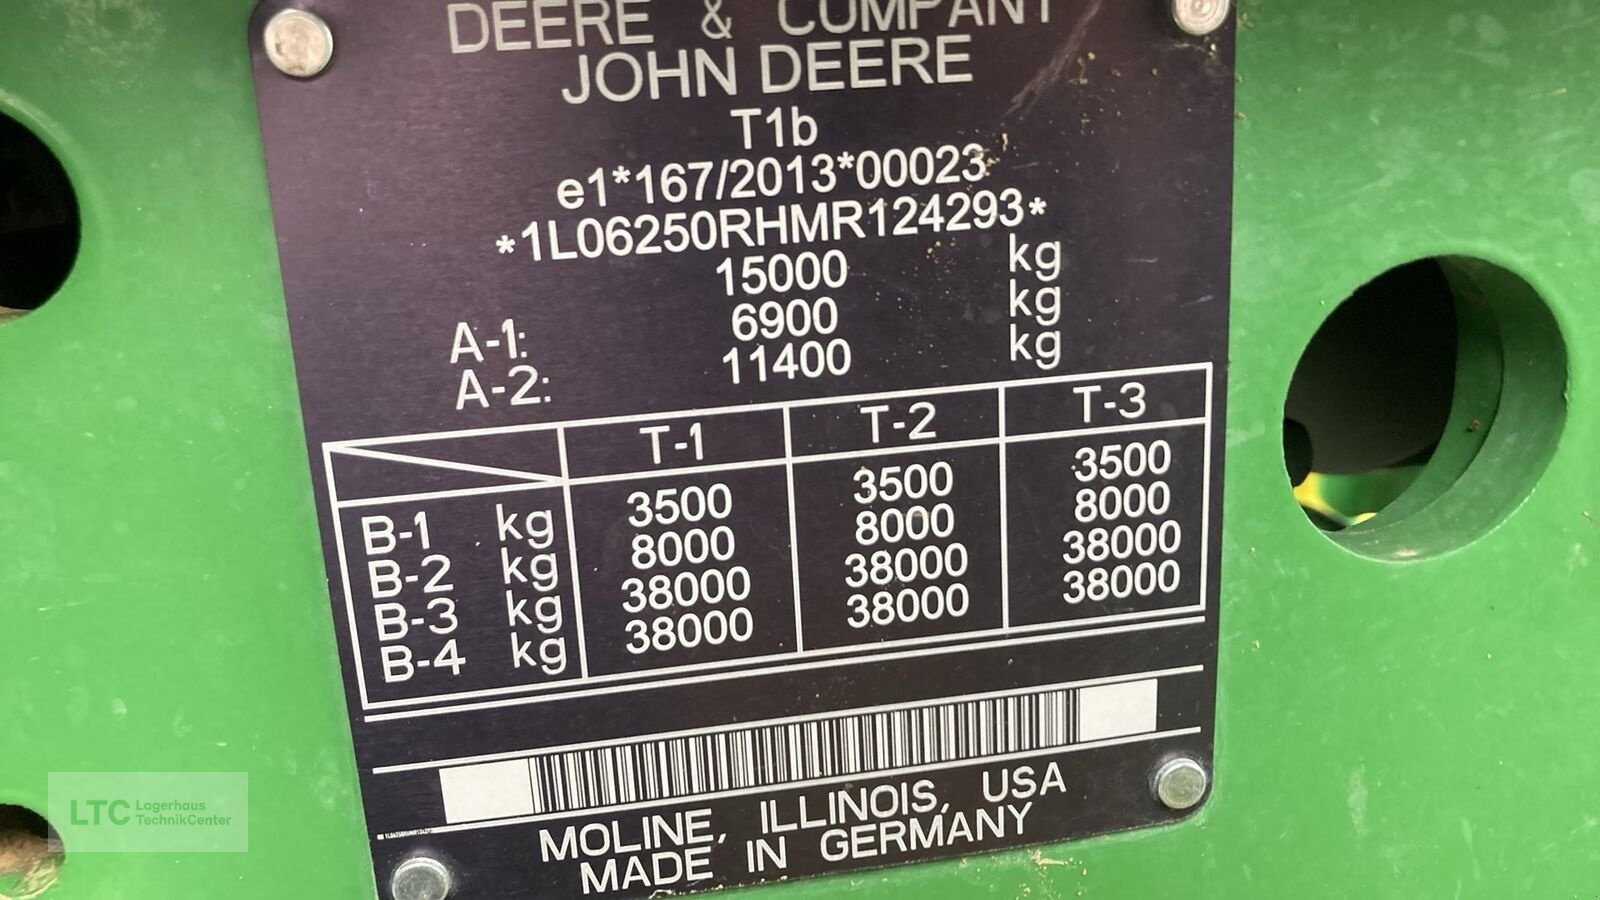 DEERE & COMPANY
JOHN DEERE
T1b
e1*167/2013*00023
*1L06250RHMR124293*
15000 kg
A-1: 6900 kg
A-2: 11400 kg
T-1 T-2 T-3
B-1 kg 3500 3500 3500
B-2 kg 8000 8000 8000
B-3 kg 38000 38000 38000
B-4 kg 38000 38000 38000
MOLINE, ILLINOIS, USA
MADE IN GERMANY
LTC Lagerhaus
TechnikCenter